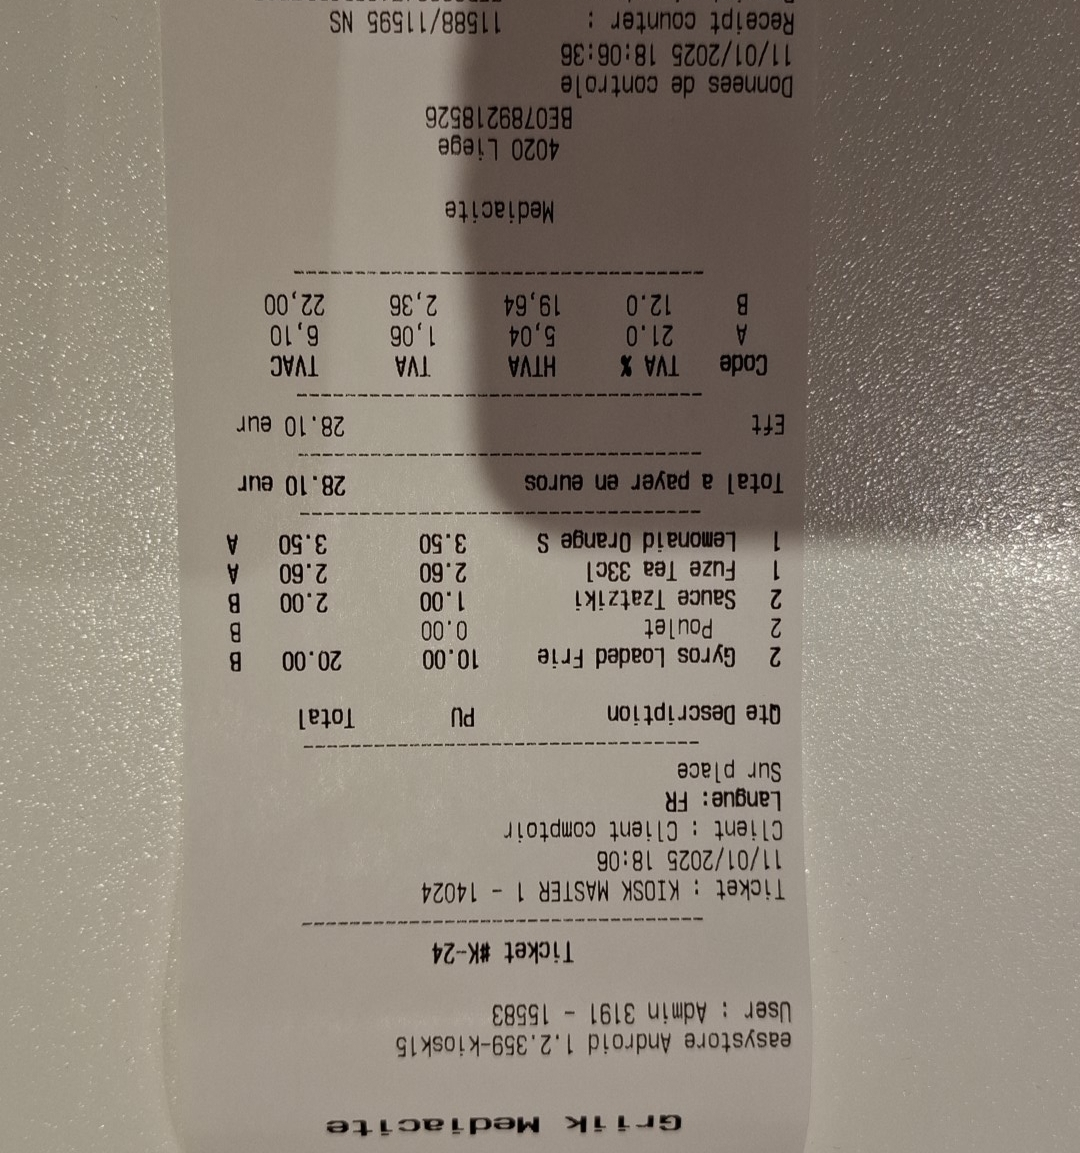 Griik Mediacite
easystore Android 1.2.359-kiosk15
User : Admin 3191 - 15583
Ticket #K-24
Ticket : KIOSK MASTER 1 - 14024
11/01/2025 18:06
Client : Client comptoir
Langue: FR
Sur place
Qte Description PU Total
2 Gyros Loaded Frie 10.00 20.00 B
2 Poulet 0.00 B
2 Sauce Tzatziki 1.00 2.00 B
1 Fuze Tea 33cl 2.60 2.60 A
1 Lemonaid Orange S 3.50 3.50 A
Total a payer en euros 28.10 eur
Eft 28.10 eur
Code TVA % HTVA TVA TVAC
A 21.0 5,04 1,06 6,10
B 12.0 19,64 2,36 22,00
Mediacite
4020 Liege
BE0789218526
Donnees de controle
11/01/2025 18:06:36
Receipt counter : 11588/11595 NS